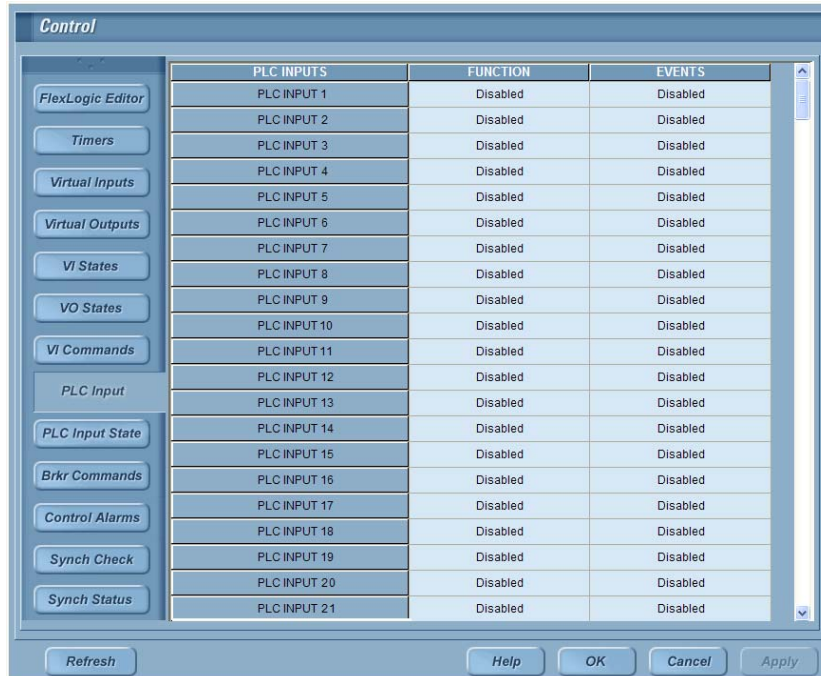 Control
FlexLogic Editor
Timers
Virtual Inputs
Virtual Outputs
VI States
VO States
VI Commands
PLC Input
PLC Input State
Brkr Commands
Control Alarms
Synch Check
Synch Status
PLC INPUTS FUNCTION EVENTS
PLC INPUT 1 Disabled Disabled
PLC INPUT 2 Disabled Disabled
PLC INPUT 3 Disabled Disabled
PLC INPUT 4 Disabled Disabled
PLC INPUT 5 Disabled Disabled
PLC INPUT 6 Disabled Disabled
PLC INPUT 7 Disabled Disabled
PLC INPUT 8 Disabled Disabled
PLC INPUT 9 Disabled Disabled
PLC INPUT 10 Disabled Disabled
PLC INPUT 11 Disabled Disabled
PLC INPUT 12 Disabled Disabled
PLC INPUT 13 Disabled Disabled
PLC INPUT 14 Disabled Disabled
PLC INPUT 15 Disabled Disabled
PLC INPUT 16 Disabled Disabled
PLC INPUT 17 Disabled Disabled
PLC INPUT 18 Disabled Disabled
PLC INPUT 19 Disabled Disabled
PLC INPUT 20 Disabled Disabled
PLC INPUT 21 Disabled Disabled
Refresh Help OK Cancel Apply